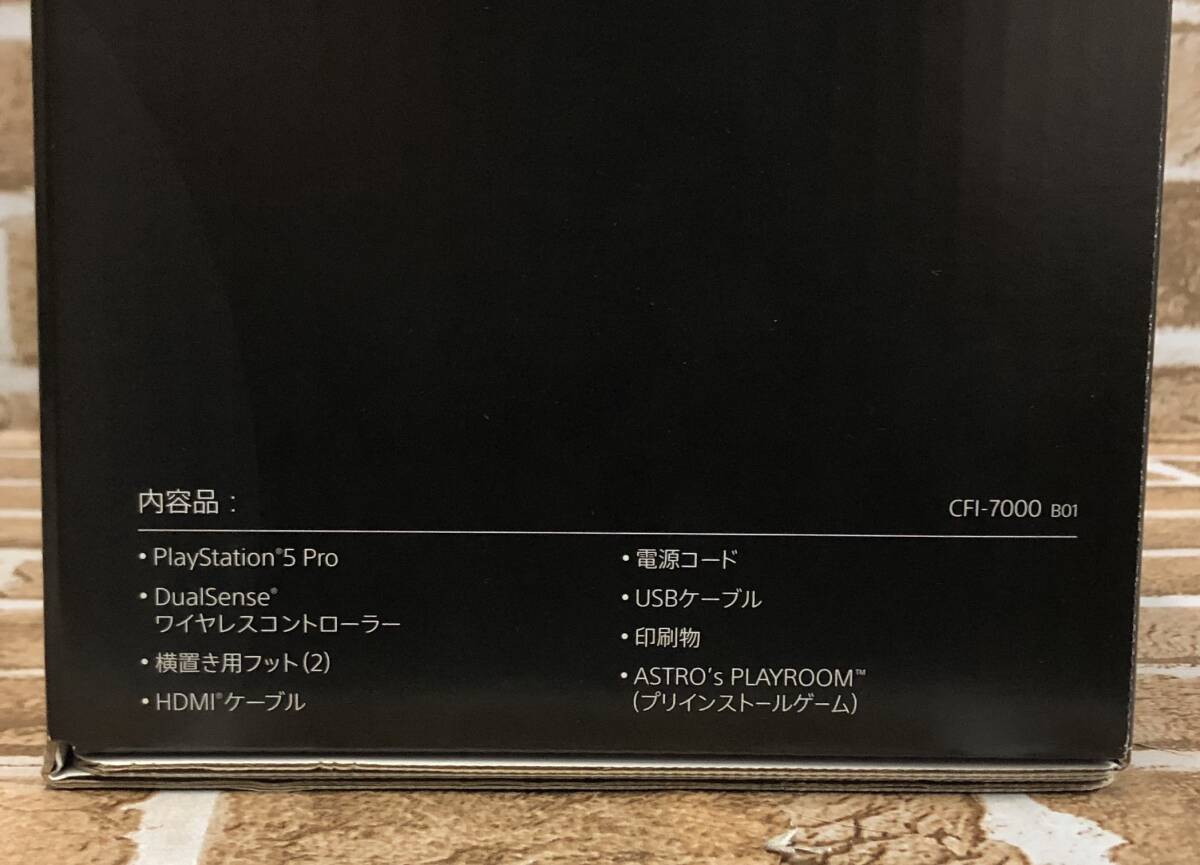 内容品：
CFI-7000 B01
・PlayStation®5 Pro
・DualSense®
ワイヤレスコントローラー
・横置き用フット(2)
・HDMI®ケーブル
・電源コード
・USBケーブル
・印刷物
・ASTRO's PLAYROOM™
(プリインストールゲーム)